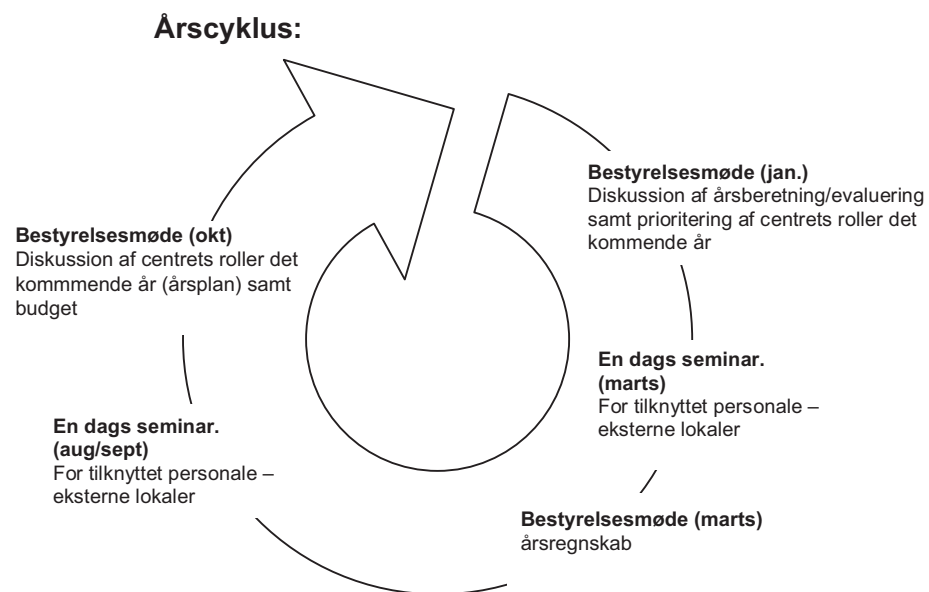 Årscyklus:
Bestyrelsesmøde (jan.)
Diskussion af årsberetning/evaluering
samt prioritering af centrets roller det
kommende år
En dags seminar.
(marts)
For tilknyttet personale –
eksterne lokaler
Bestyrelsesmøde (marts)
årsregnskab
En dags seminar.
(aug/sept)
For tilknyttet personale –
eksterne lokaler
Bestyrelsesmøde (okt)
Diskussion af centrets roller det
kommmende år (årsplan) samt
budget